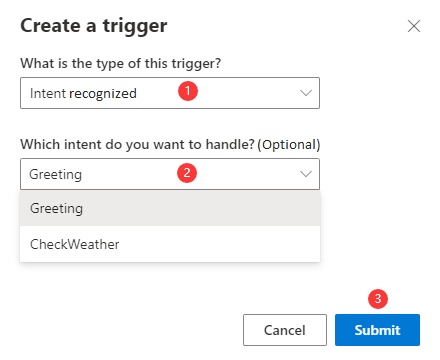 Create a trigger
What is the type of this trigger?
Intent recognized
1
Which intent do you want to handle? (Optional)
Greeting
2
Greeting
CheckWeather
3
Cancel
Submit